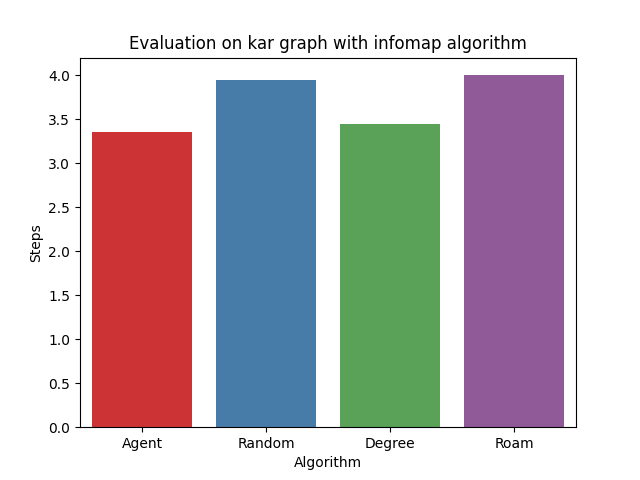 Evaluation on kar graph with infomap algorithm
4.0
3.5
3.0
2.5
2.0
1.5
1.0
0.5
0.0
Steps
Agent
Random
Degree
Roam
Algorithm